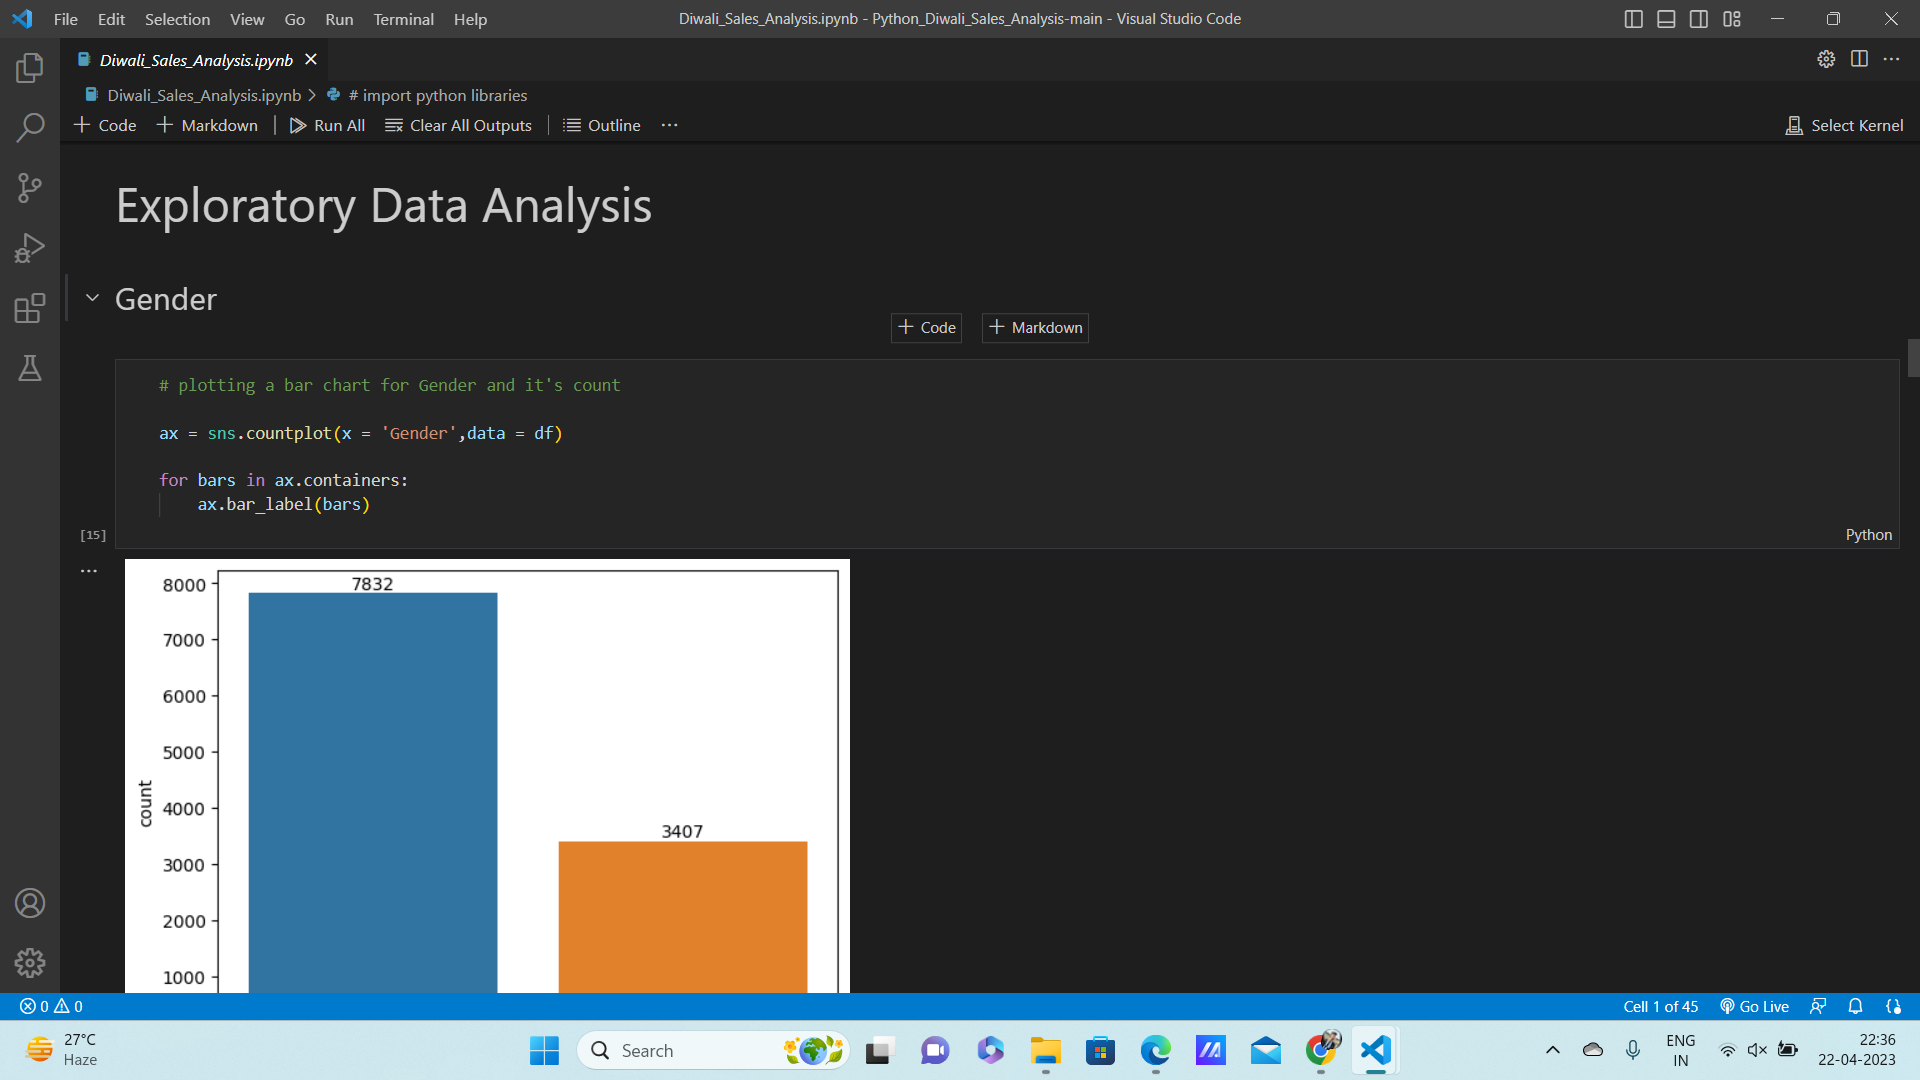 File Edit Selection View Go Run Terminal Help
Diwali_Sales_Analysis.ipynb - Python_Diwali_Sales_Analysis-main - Visual Studio Code
Diwali_Sales_Analysis.ipynb
Diwali_Sales_Analysis.ipynb > # import python libraries
+ Code + Markdown Run All Clear All Outputs Outline ...
Select Kernel
Exploratory Data Analysis
Gender
+ Code + Markdown
# plotting a bar chart for Gender and it's count
ax = sns.countplot(x = 'Gender',data = df)
for bars in ax.containers:
    ax.bar_label(bars)
[15]
Python
...
8000
7832
7000
6000
5000
count
4000
3407
3000
2000
1000
0 0
Cell 1 of 45 Go Live
27°C
Haze
Search
ENG
IN
22:36
22-04-2023